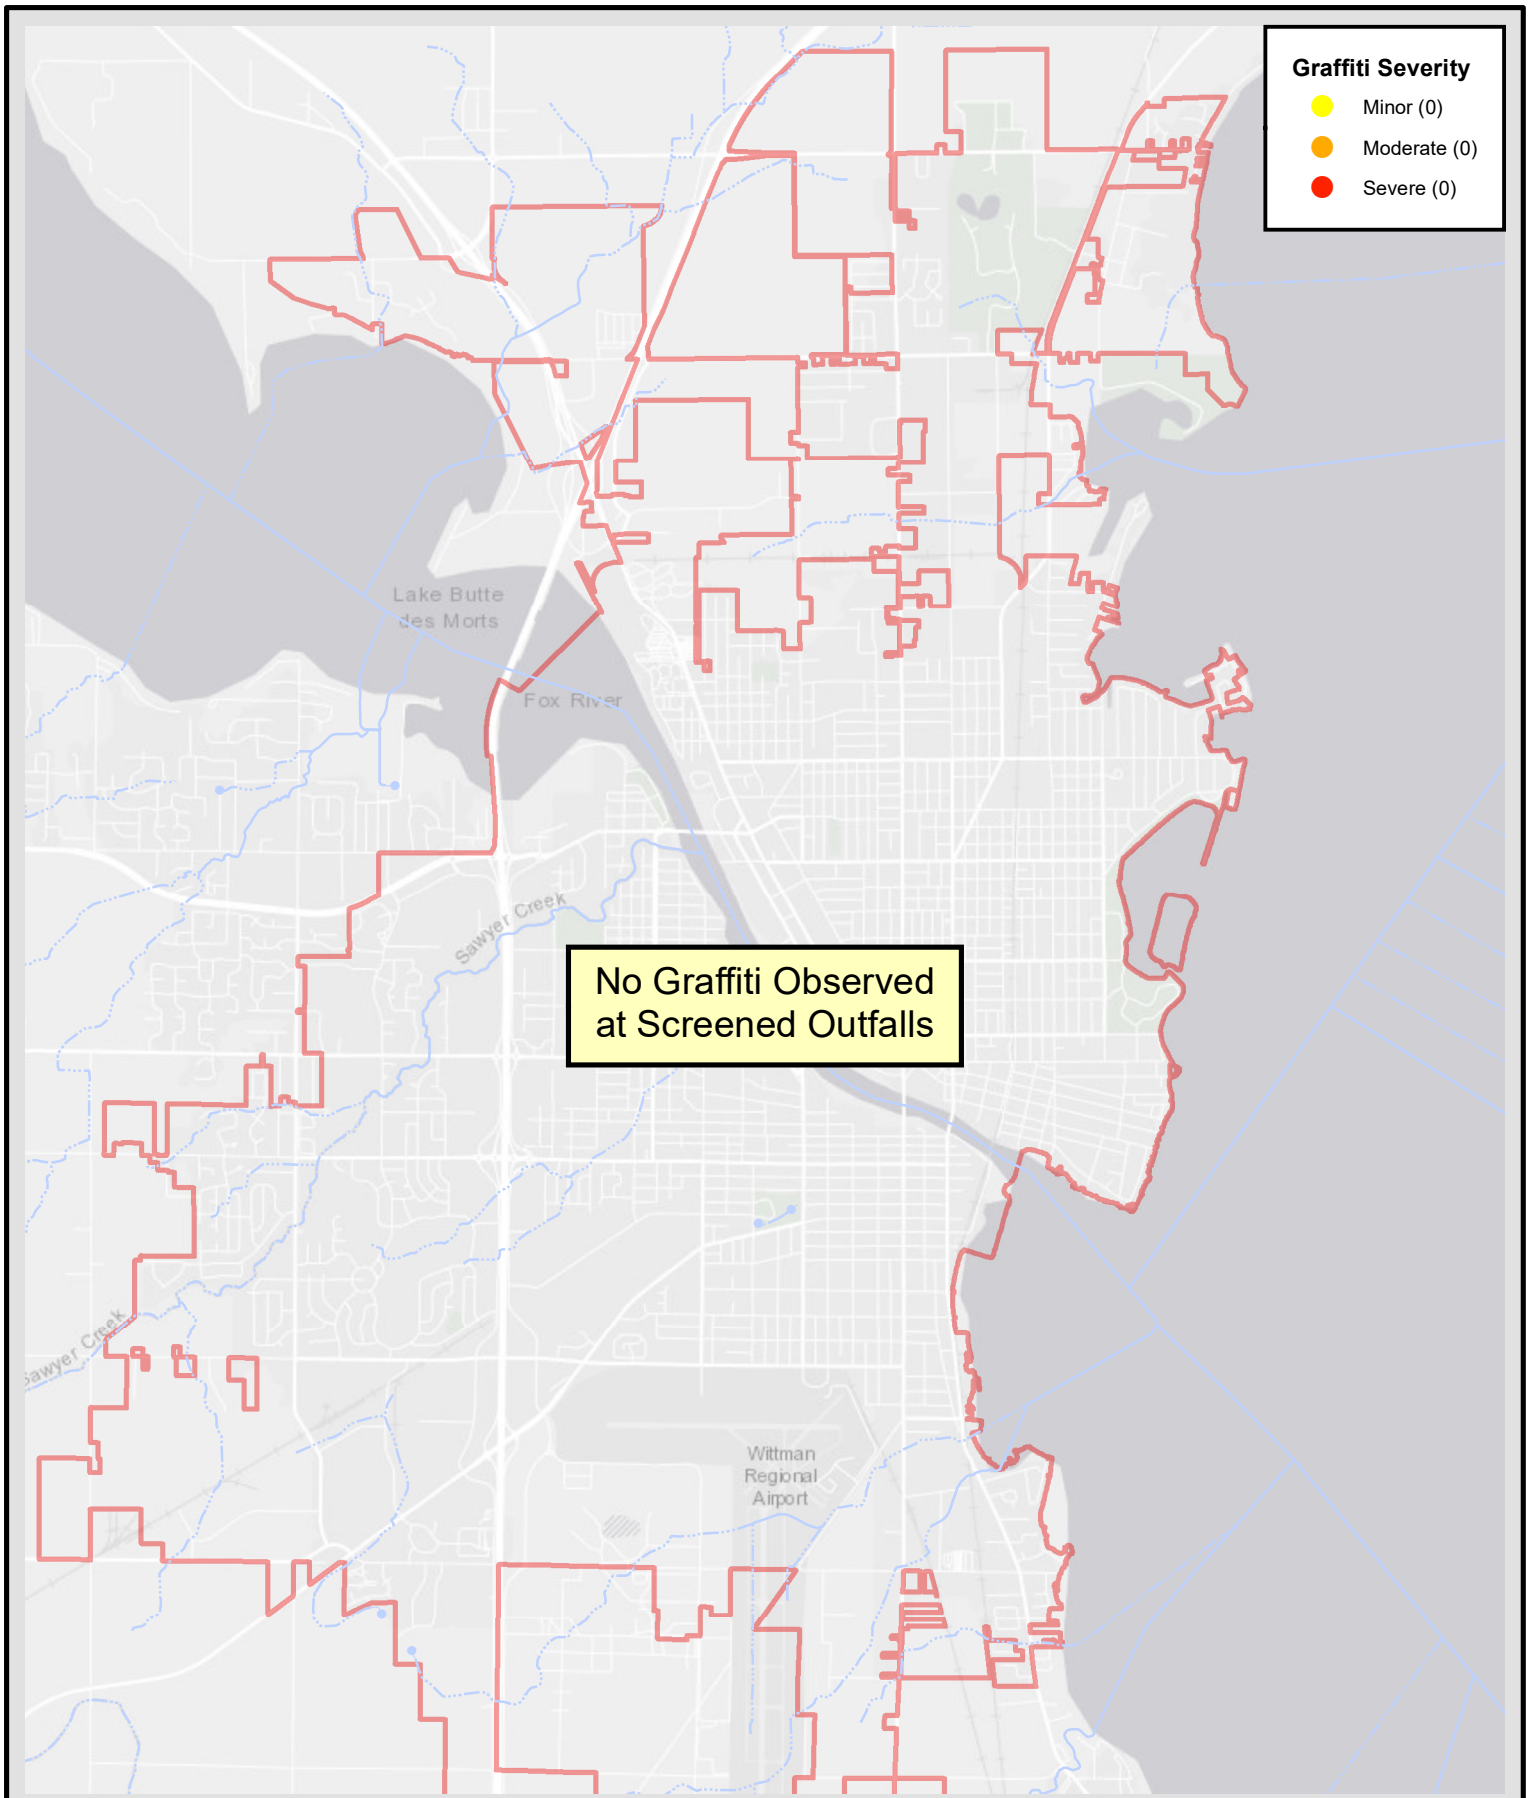 Graffiti Severity
Minor (0)
Moderate (0)
Severe (0)
Lake Butte
des Morts
Fox River
Sawyer Creek
No Graffiti Observed
at Screened Outfalls
Sawyer Creek
Wittman
Regional
Airport